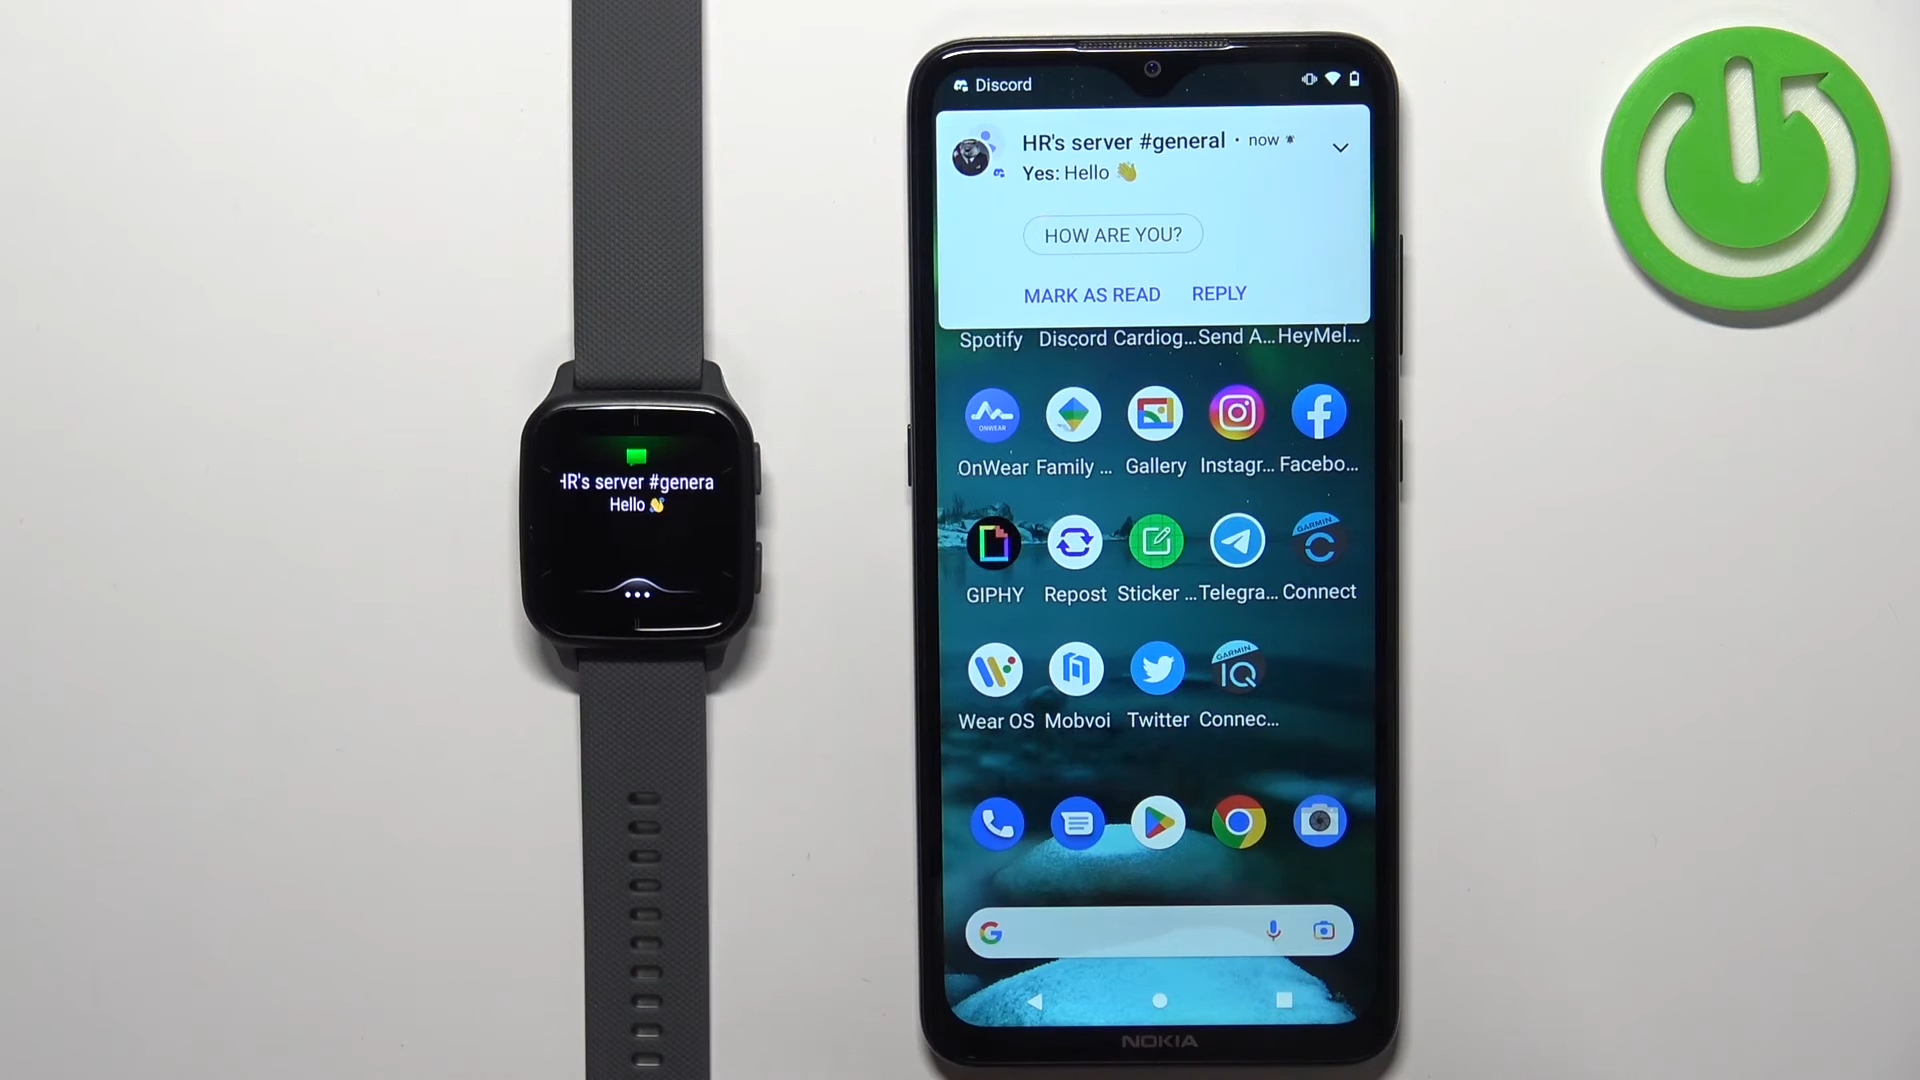 HR's server #genera
Hello 👋
Discord
HR's server #general · now
Yes: Hello 👋
HOW ARE YOU?
MARK AS READ REPLY
Spotify Discord Cardiog... Send A... HeyMel...
ONWEAR
OnWear Family ... Gallery Instagr... Facebo...
GARMIN
GIPHY Repost Sticker ... Telegra... Connect
GARMIN
IQ
Wear OS Mobvoi Twitter Connec...
NOKIA